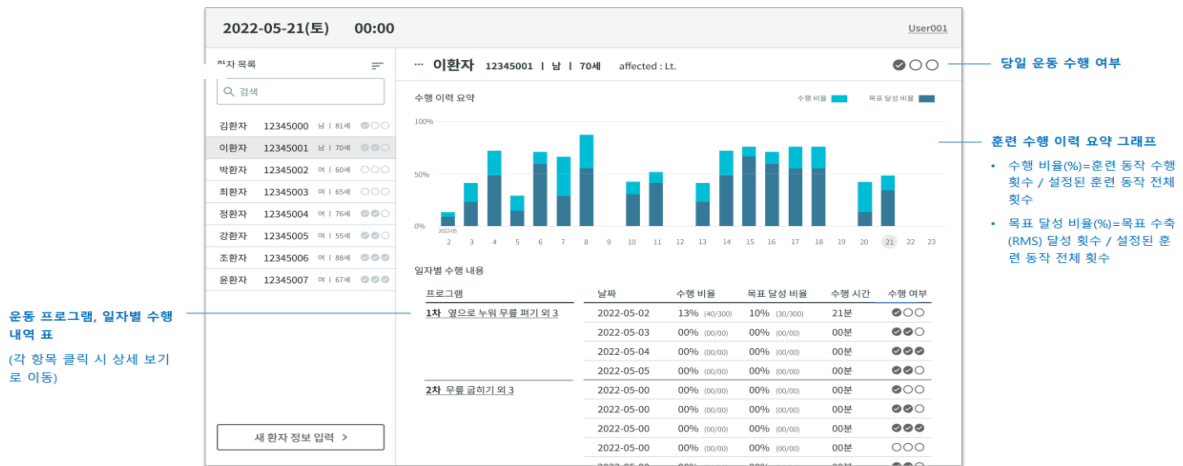 2022-05-21(토) 00:00
User001
환자 목록
검색
김환자 12345000 남 | 81세
이환자 12345001 남 | 70세
박환자 12345002 여 | 60세
최환자 12345003 여 | 65세
정환자 12345004 여 | 76세
강환자 12345005 여 | 55세
조환자 12345006 여 | 88세
윤환자 12345007 여 | 67세
새 환자 정보 입력 >
··· 이환자 12345001 | 남 | 70세 affected : Lt.
수행 이력 요약
수행 비율 목표 달성 비율
100%
50%
0%
2022-05
2 3 4 5 6 7 8 9 10 11 12 13 14 15 16 17 18 19 20 21 22 23
일자별 수행 내용
프로그램 날짜 수행 비율 목표 달성 비율 수행 시간 수행 여부
1차 옆으로 누워 무릎 펴기 외 3 2022-05-02 13% (40/300) 10% (30/300) 21분
2022-05-03 00% (00/00) 00% (00/00) 00분
2022-05-04 00% (00/00) 00% (00/00) 00분
2022-05-05 00% (00/00) 00% (00/00) 00분
2차 무릎 굽히기 외 3 2022-05-00 00% (00/00) 00% (00/00) 00분
2022-05-00 00% (00/00) 00% (00/00) 00분
2022-05-00 00% (00/00) 00% (00/00) 00분
2022-05-00 00% (00/00) 00% (00/00) 00분
당일 운동 수행 여부
훈련 수행 이력 요약 그래프
• 수행 비율(%)=훈련 동작 수행
횟수 / 설정된 훈련 동작 전체
횟수
• 목표 달성 비율(%)=목표 수축
(RMS) 달성 횟수 / 설정된 훈
련 동작 전체 횟수
운동 프로그램, 일자별 수행
내역 표
(각 항목 클릭 시 상세 보기
로 이동)